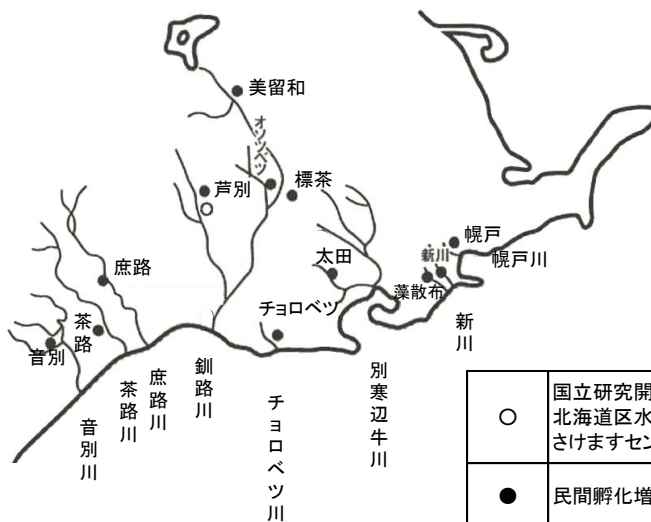 美留和
オソツベツ
芦別
標茶
幌戸
幌戸川
新川
太田
藻散布
庶路
チョロベツ
茶路
音別
新川
釧路川
庶路川
茶路川
音別川
別寒辺牛川
チョロベツ川
国立研究開
北海道区水
さけますセン
民間孵化増